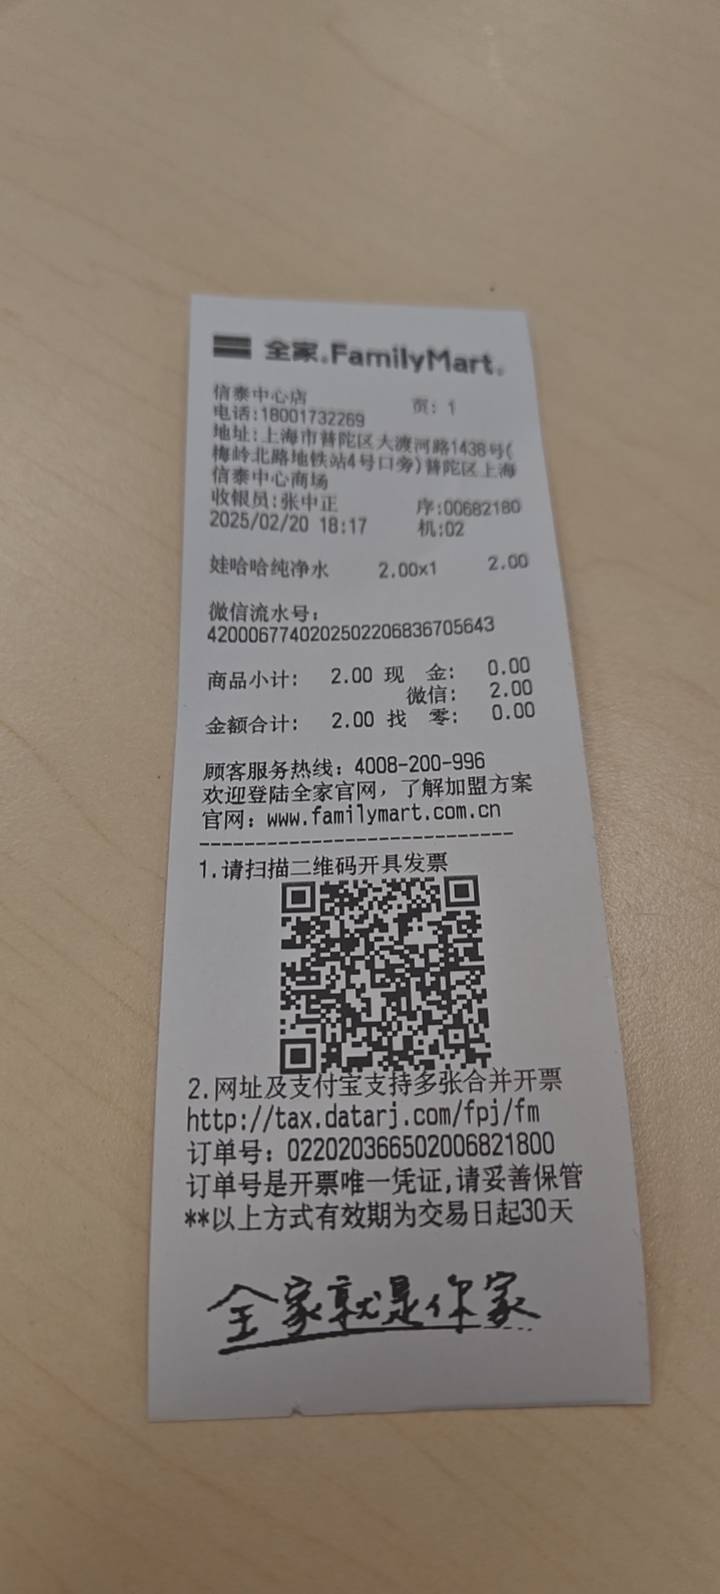 全家®FamilyMart®
信泰中心店 页: 1
电话:18001732269
地址:上海市普陀区大渡河路1438号(
梅岭北路地铁站4号口旁)普陀区上海
信泰中心商场
收银员:张中正 序:00682180
2025/02/20 18:17 机:02
娃哈哈纯净水 2.00x1 2.00
微信流水号:
4200067740202502206836705643
商品小计: 2.00 现 金: 0.00
微信: 2.00
金额合计: 2.00 找 零: 0.00
顾客服务热线: 4008-200-996
欢迎登陆全家官网, 了解加盟方案
官网: www.familymart.com.cn
----------------------------
1.请扫描二维码开具发票
2.网址及支付宝支持多张合并开票
http://tax.datarj.com/fpj/fm
订单号: 022020366502006821800
订单号是开票唯一凭证,请妥善保管
**以上方式有效期为交易日起30天
全家就是你家